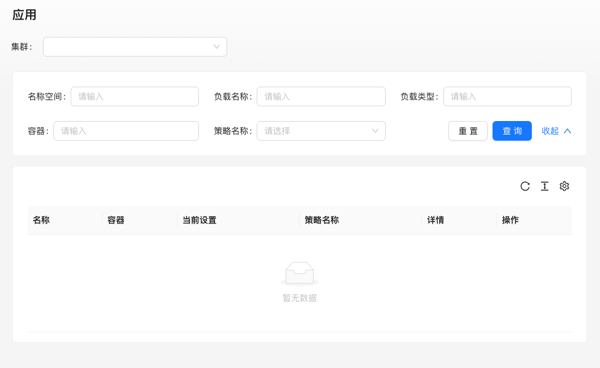 应用
集群：
名称空间： 请输入 负载名称： 请输入 负载类型： 请输入
容器： 请输入 策略名称： 请选择 重 置 查 询 收起
名称 容器 当前设置 策略名称 详情 操作
暂无数据